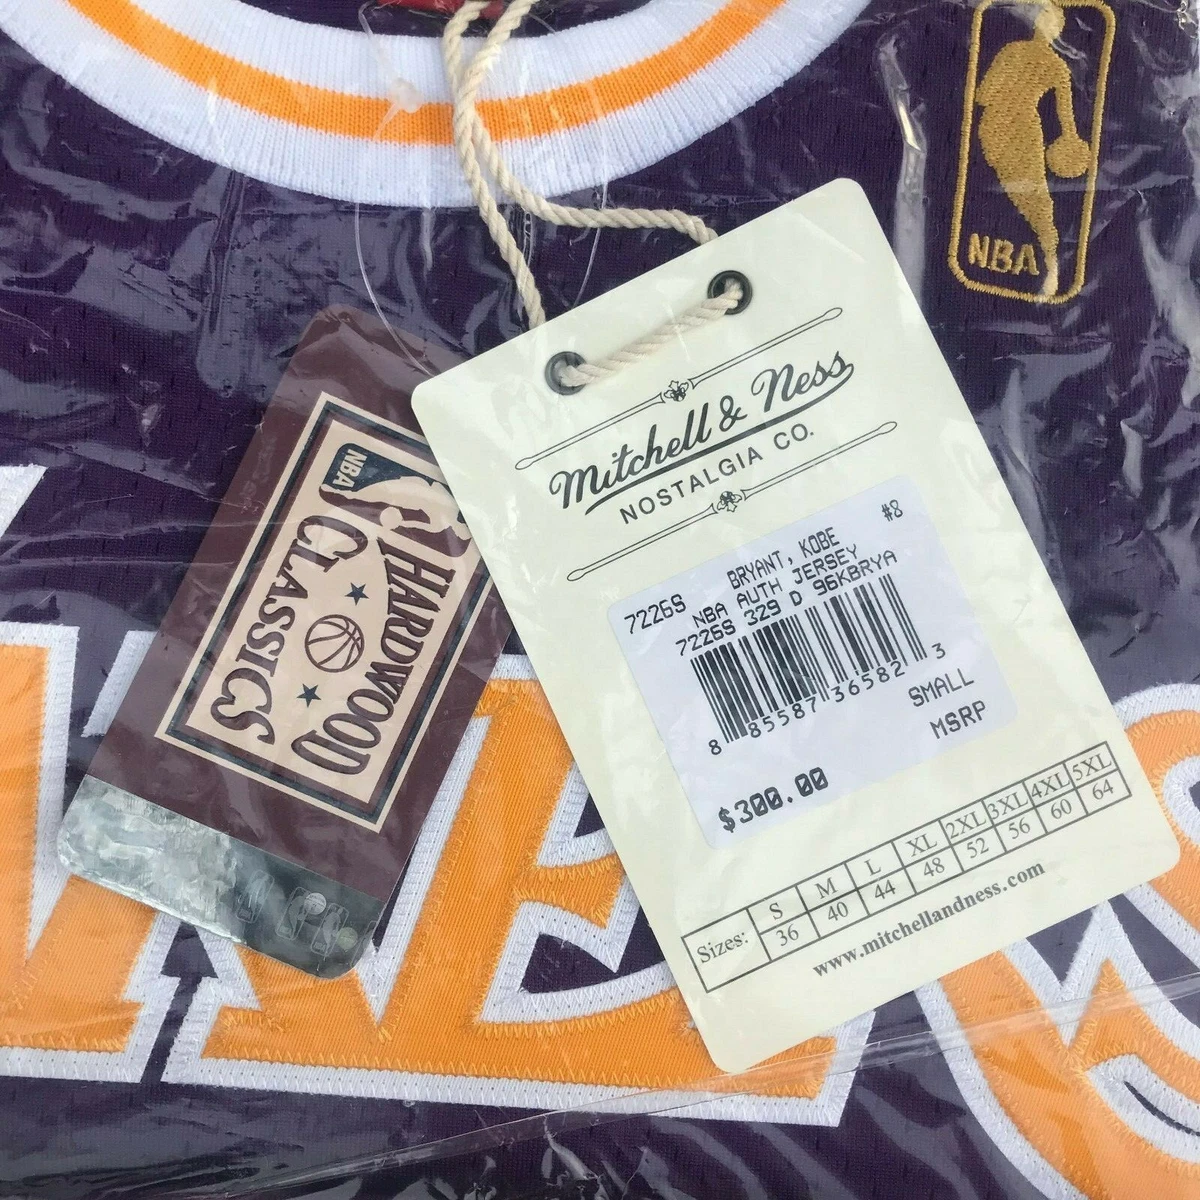 NBA
Mitchell & Ness
NOSTALGIA CO.
#8
BRYANT, KOBE
7226S NBA AUTH JERSEY
7226S 329 D 96KBRYA
8 85587 36582 3
SMALL
MSRP
$300.00
Sizes: S M L XL 2XL 3XL 4XL 5XL
36 40 44 48 52 56 60 64
www.mitchellandness.com
NBA
HARDWOOD
CLASSICS